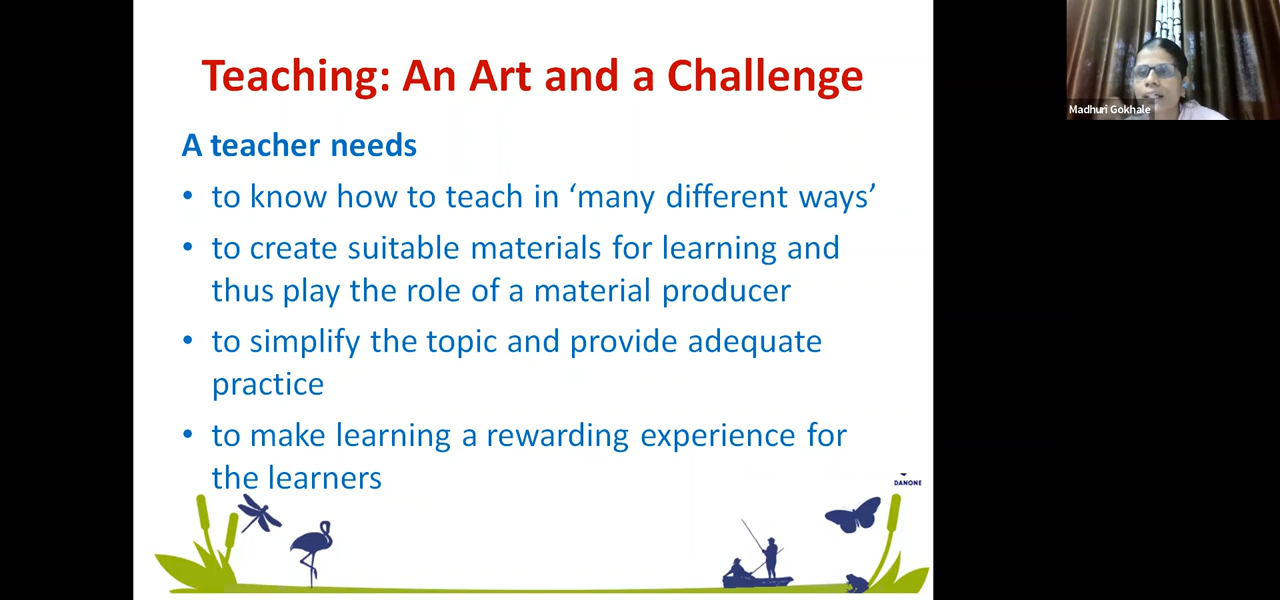 Teaching: An Art and a Challenge
A teacher needs
• to know how to teach in ‘many different ways’
• to create suitable materials for learning and
thus play the role of a material producer
• to simplify the topic and provide adequate
practice
• to make learning a rewarding experience for
the learners
DANONE
Madhuri Gokhale